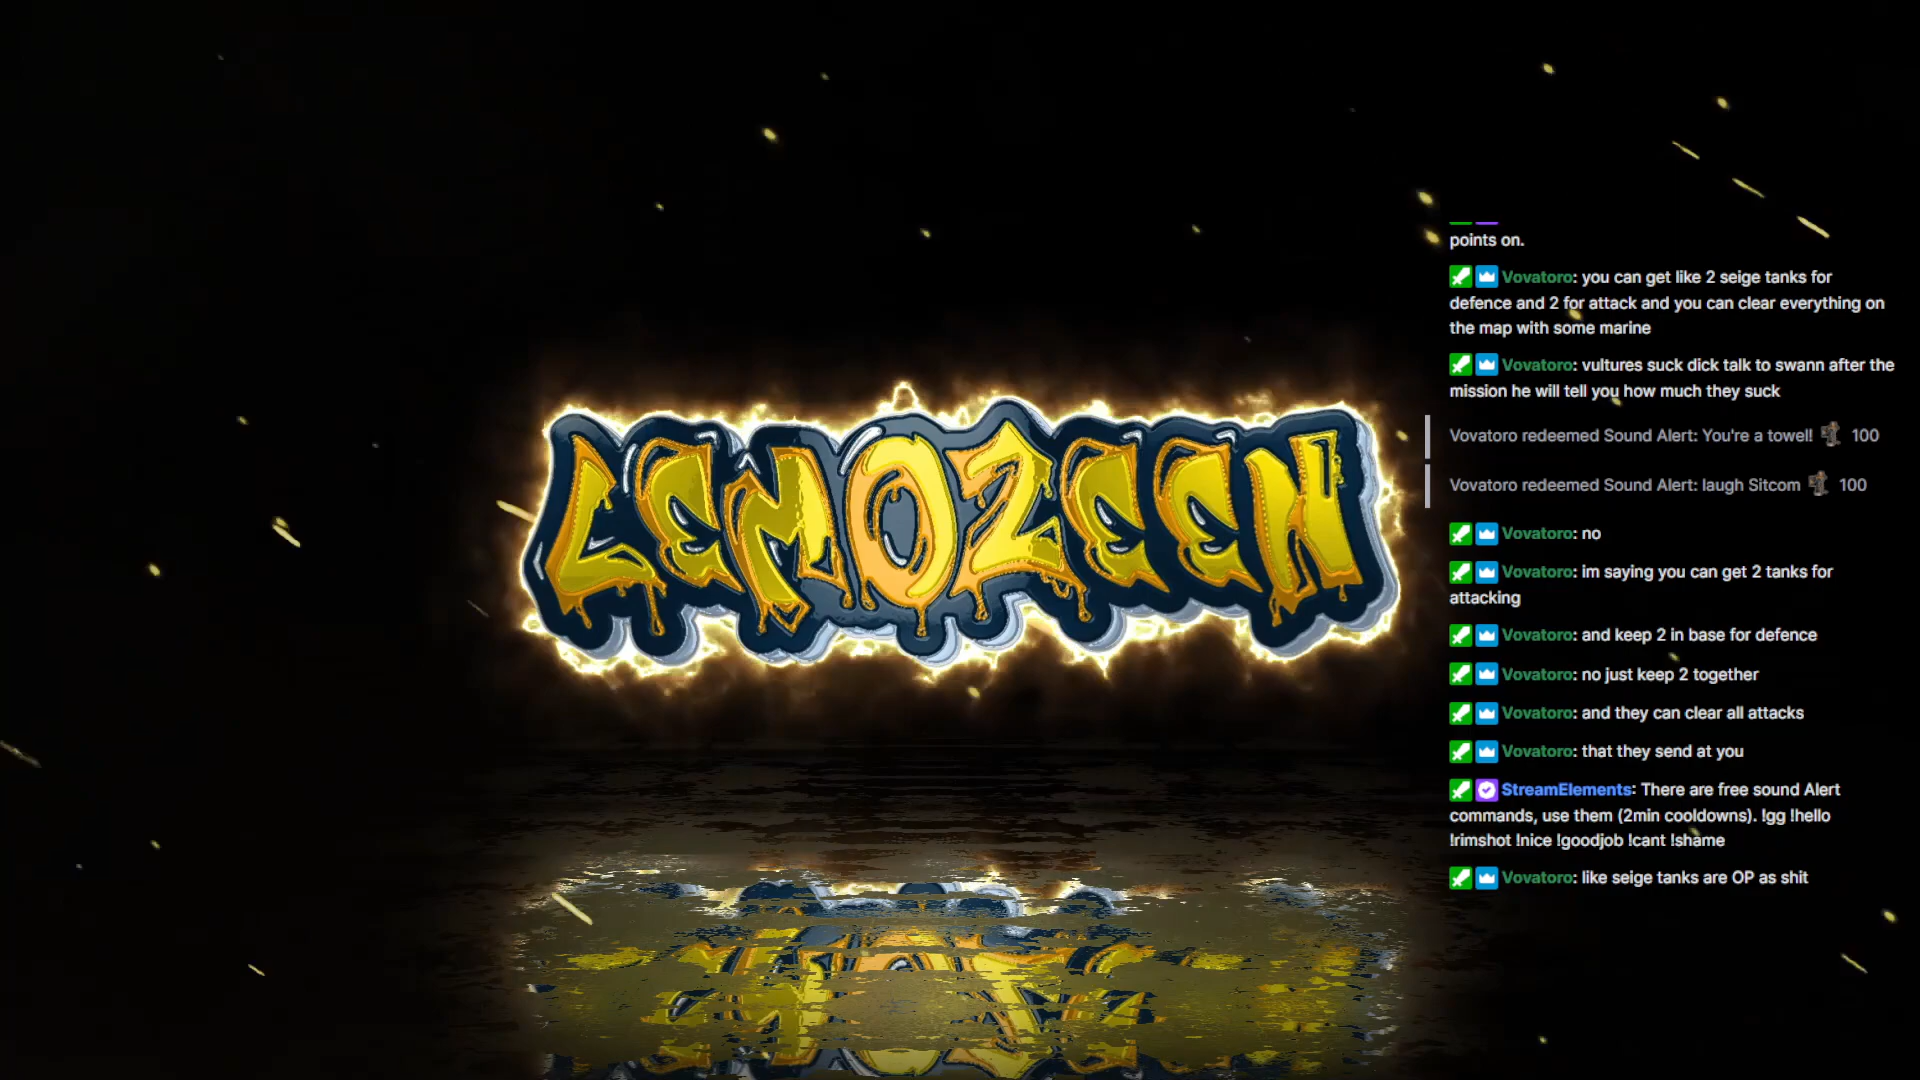 LEMOZEEN
points on.
Vovatoro: you can get like 2 seige tanks for
defence and 2 for attack and you can clear everything on
the map with some marine
Vovatoro: vultures suck dick talk to swann after the
mission he will tell you how much they suck
Vovatoro redeemed Sound Alert: You're a towel! 100
Vovatoro redeemed Sound Alert: laugh Sitcom 100
Vovatoro: no
Vovatoro: im saying you can get 2 tanks for
attacking
Vovatoro: and keep 2 in base for defence
Vovatoro: no just keep 2 together
Vovatoro: and they can clear all attacks
Vovatoro: that they send at you
StreamElements: There are free sound Alert
commands, use them (2min cooldowns). !gg !hello
!rimshot !nice !goodjob !cant !shame
Vovatoro: like seige tanks are OP as shit